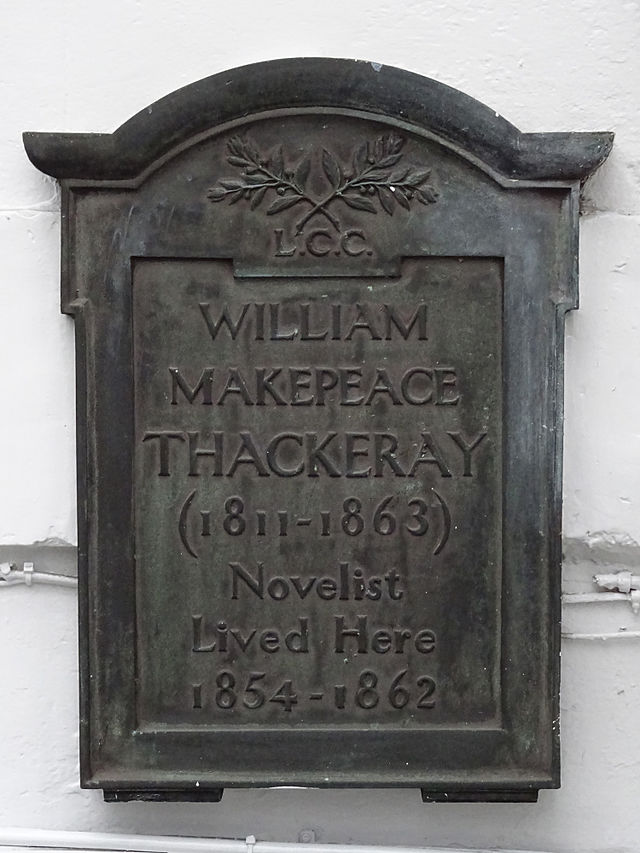 L.C.C.
WILLIAM
MAKEPEACE
THACKERAY
(1811-1863)
Novelist
Lived Here
1854-1862